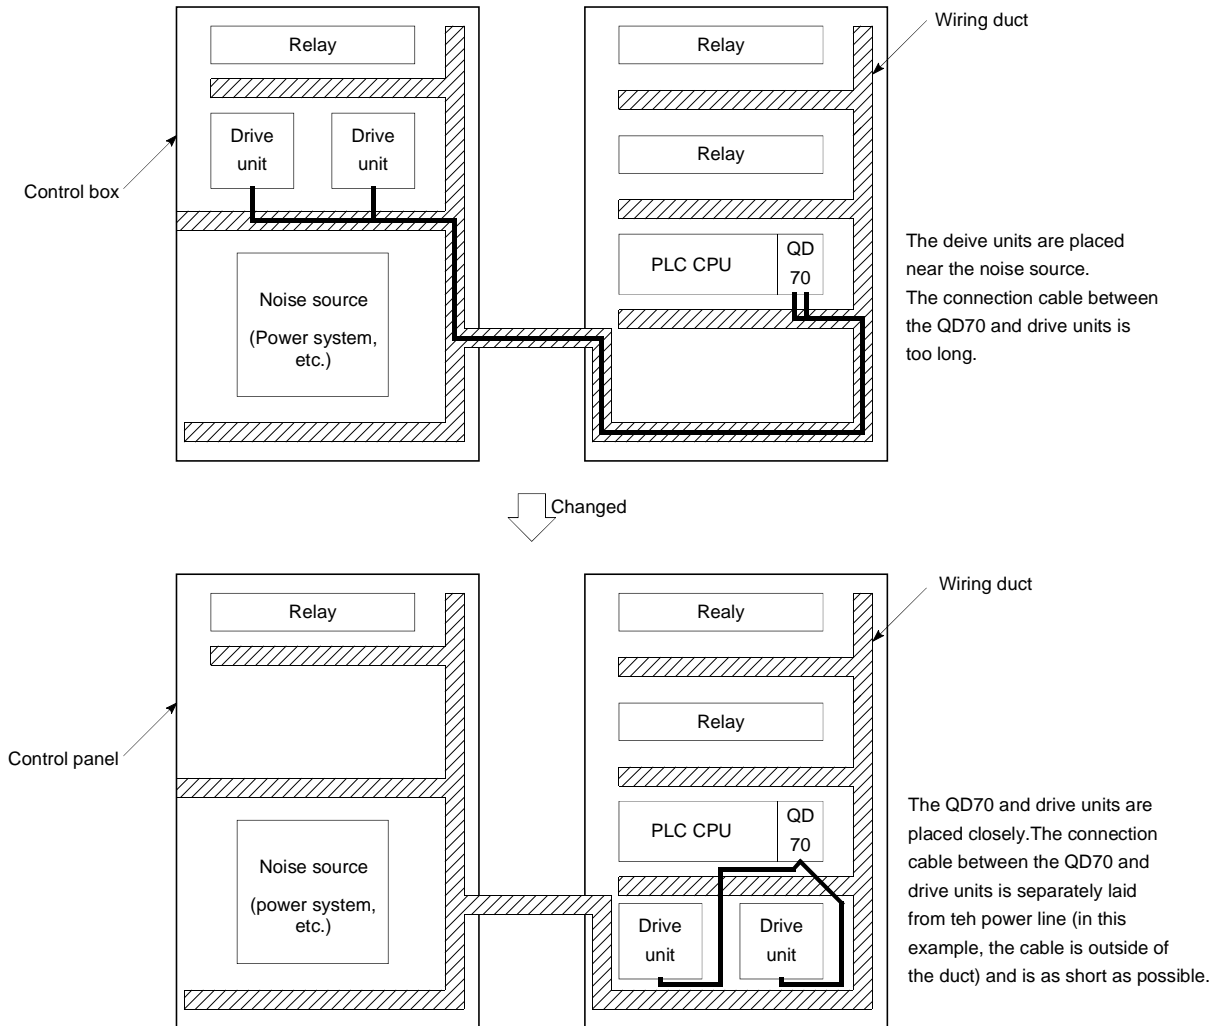 Relay
Relay
Wiring duct
Drive
unit
Drive
unit
Relay
Control box
PLC CPU
QD
70
The deive units are placed
near the noise source.
The connection cable between
the QD70 and drive units is
too long.
Noise source
(Power system,
etc.)
Changed
Relay
Realy
Wiring duct
Relay
Control panel
PLC CPU
QD
70
The QD70 and drive units are
placed closely.The connection
cable between the QD70 and
drive units is separately laid
from teh power line (in this
example, the cable is outside of
the duct) and is as short as possible.
Noise source
(power system,
etc.)
Drive
unit
Drive
unit